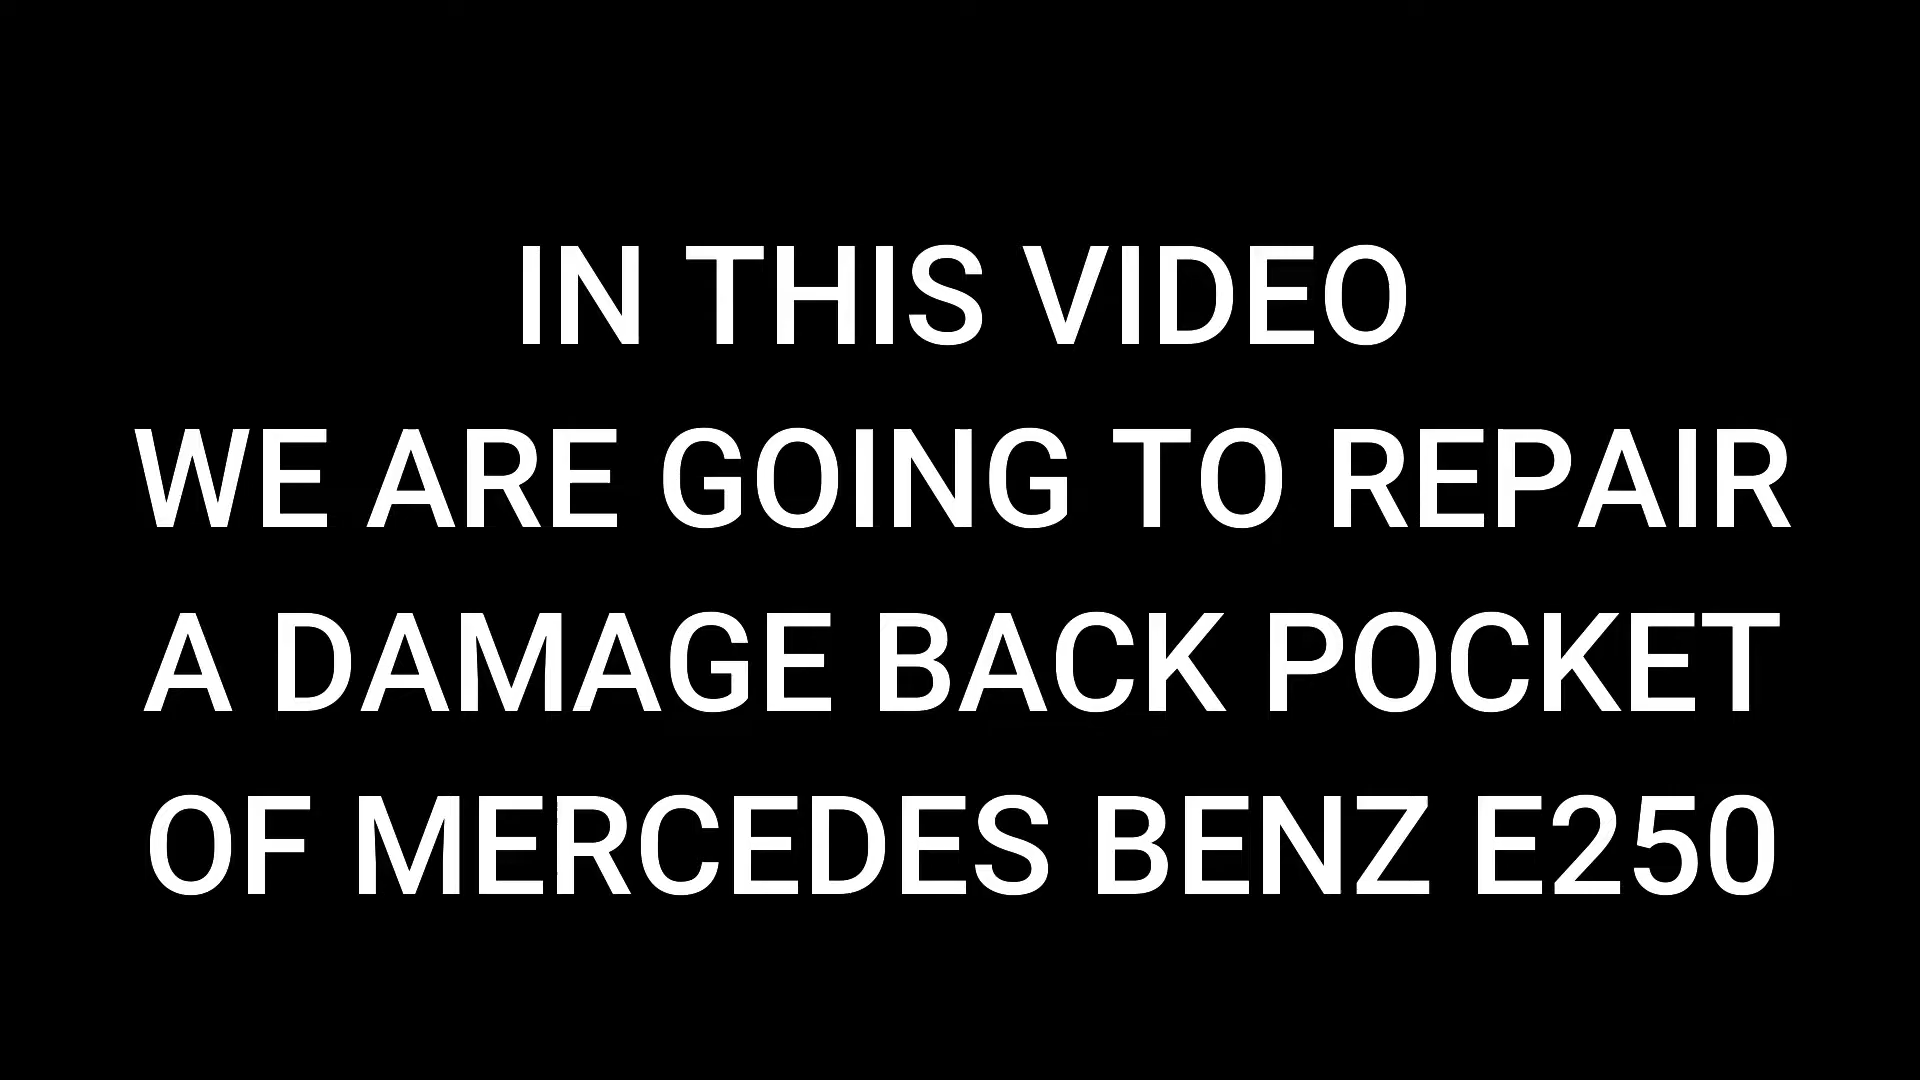 IN THIS VIDEO
WE ARE GOING TO REPAIR
A DAMAGE BACK POCKET
OF MERCEDES BENZ E250